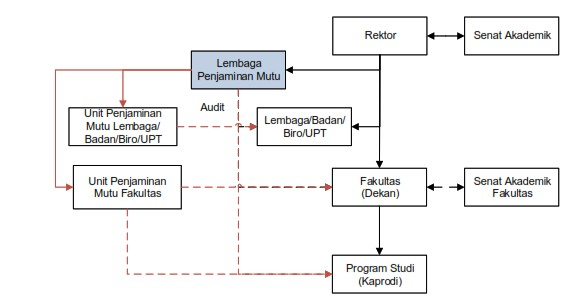 Rektor
Senat Akademik
Lembaga
Penjaminan Mutu
Unit Penjaminan
Mutu Lembaga/
Badan/Biro/UPT
Audit
Lembaga/Badan/
Biro/UPT
Unit Penjaminan
Mutu Fakultas
Fakultas
(Dekan)
Senat Akademik
Fakultas
Program Studi
(Kaprodi)